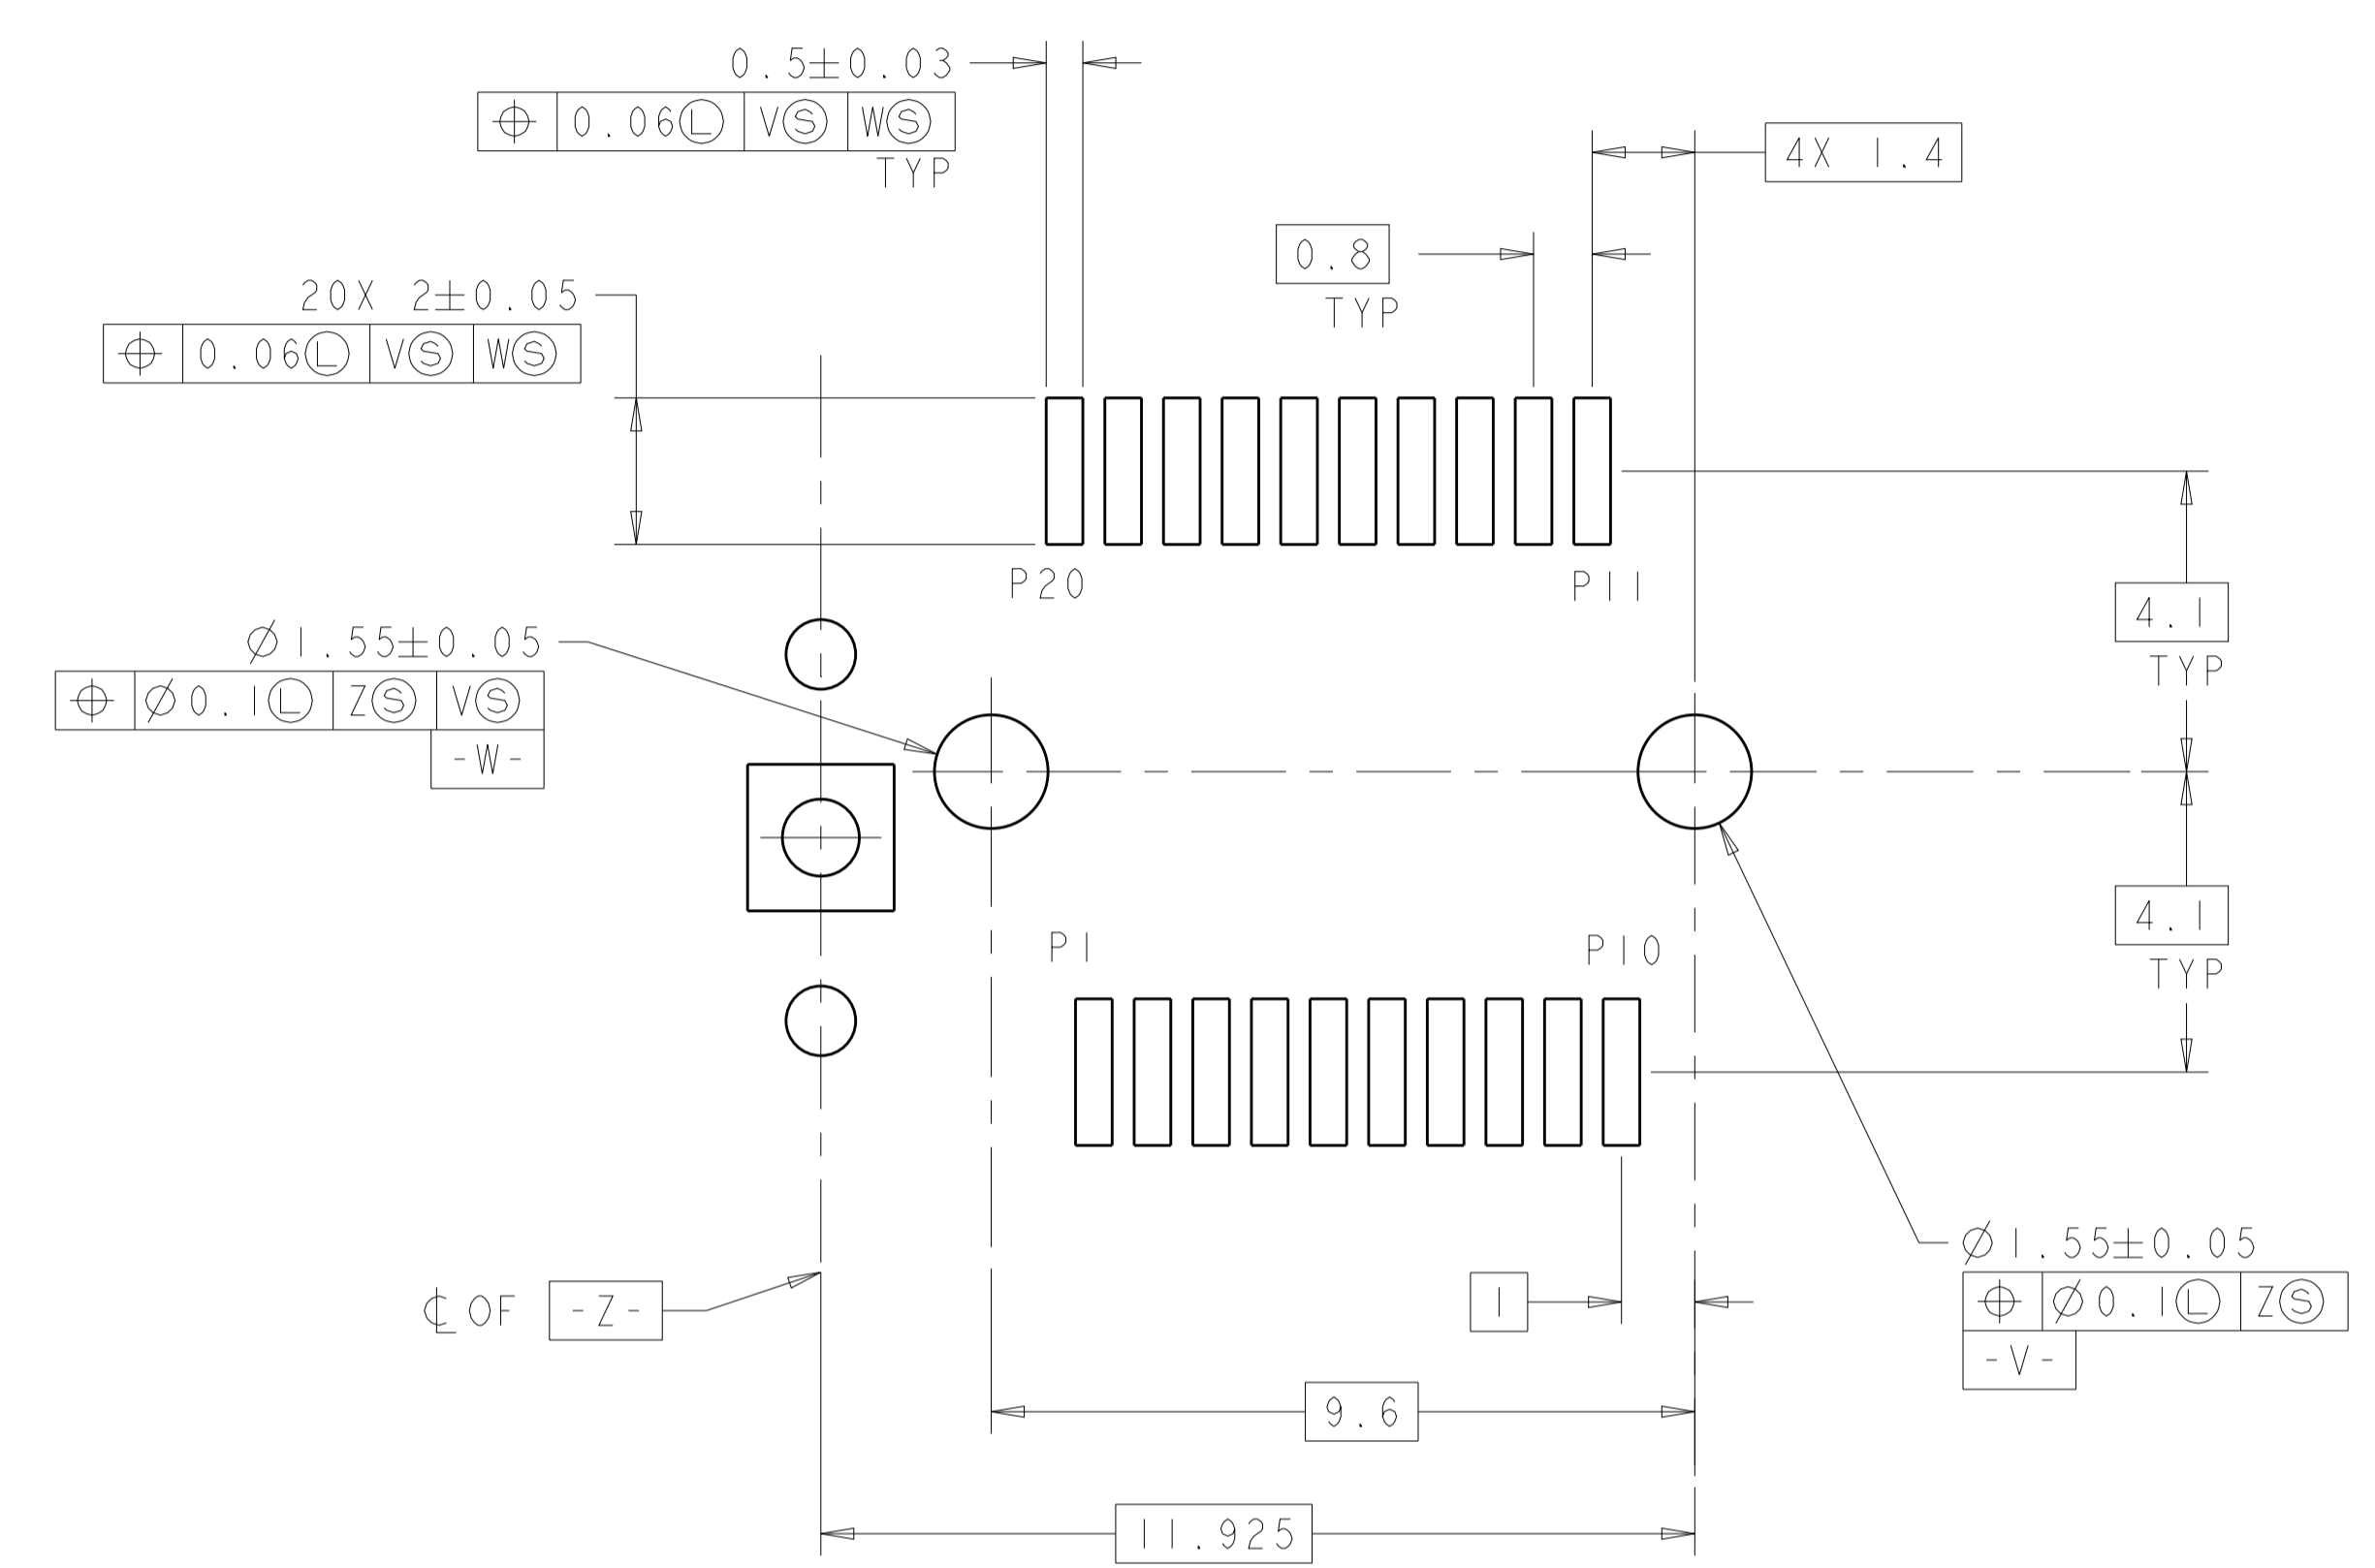 0.5±0.03
⌖ 0.06Ⓛ VⓈ WⓈ
TYP
4X 1.4
0.8
TYP
20X 2±0.05
⌖ 0.06Ⓛ VⓈ WⓈ
P20
P11
4.1
TYP
Ø1.55±0.05
⌖ Ø0.1Ⓛ ZⓈ VⓈ
-W-
4.1
TYP
P1
P10
Ø1.55±0.05
⌖ Ø0.1Ⓛ ZⓈ
-V-
℄ OF -Z-
1
9.6
11.925